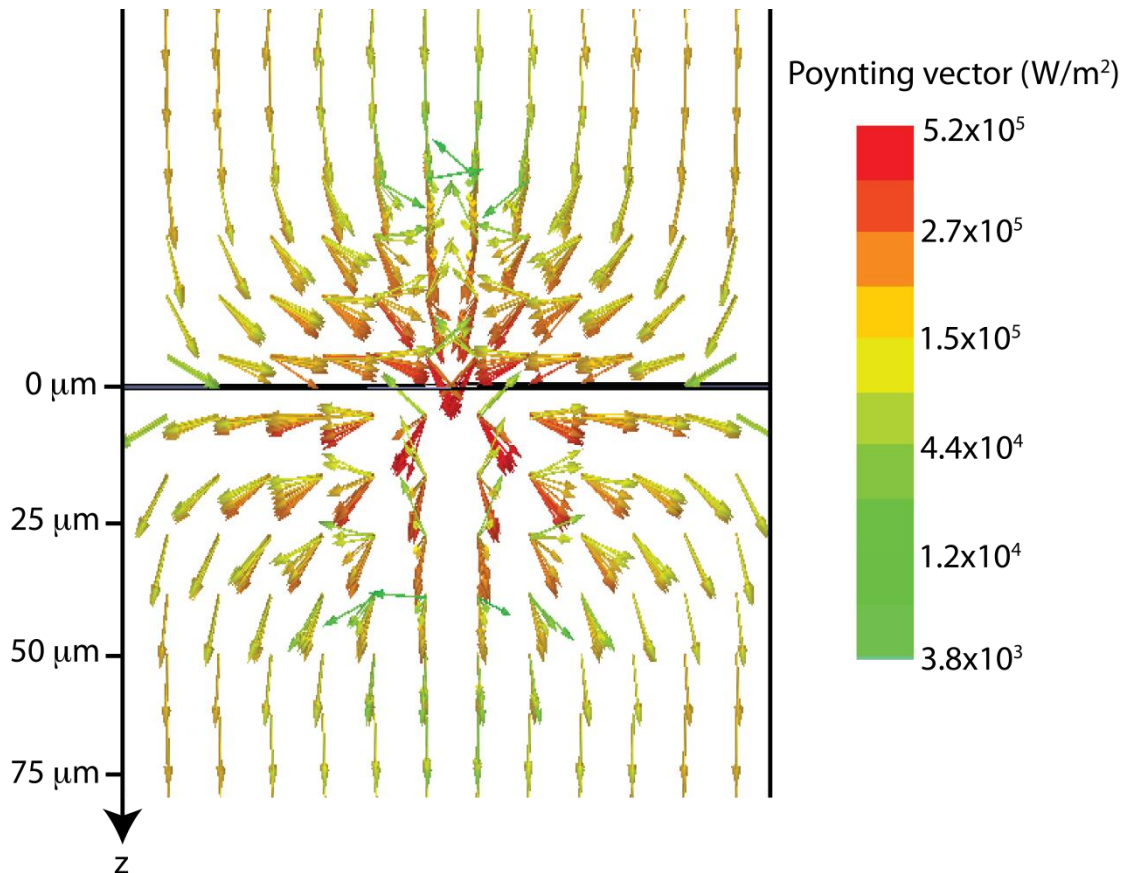 Poynting vector (W/m²)
5.2x10⁵
2.7x10⁵
1.5x10⁵
4.4x10⁴
1.2x10⁴
3.8x10³
0 μm
25 μm
50 μm
75 μm
z